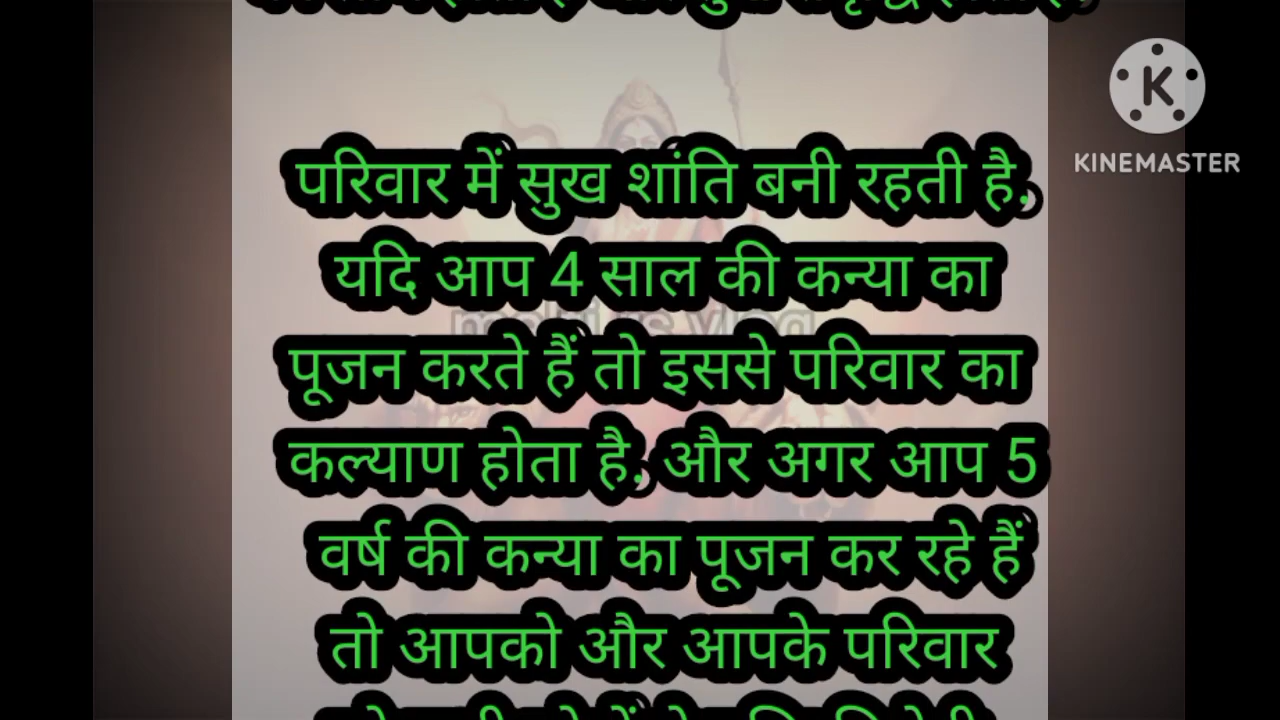 परिवार में सुख शांति बनी रहती है.
यदि आप 4 साल की कन्या का
पूजन करते हैं तो इससे परिवार का
कल्याण होता है. और अगर आप 5
वर्ष की कन्या का पूजन कर रहे हैं
तो आपको और आपके परिवार
KINEMASTER